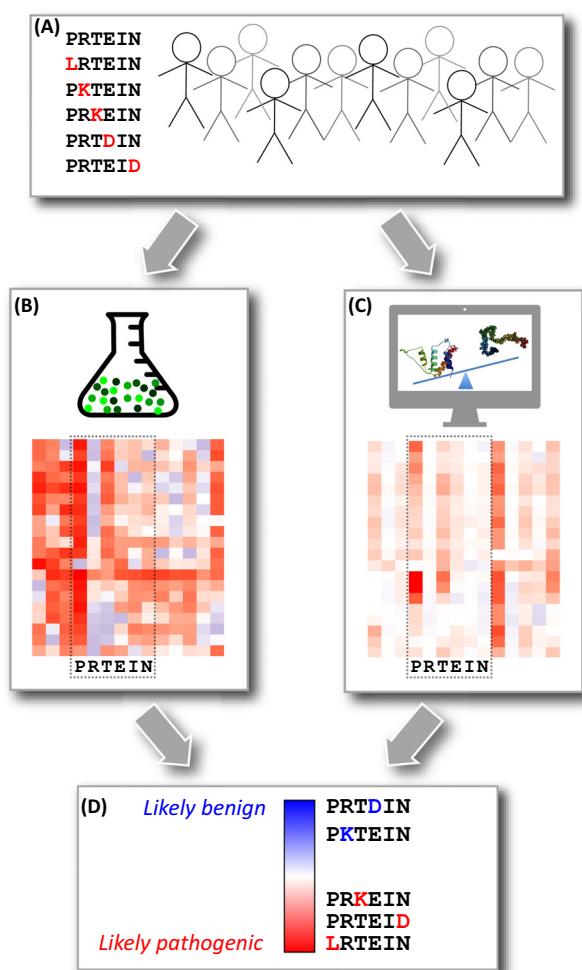 (A)
PRTEIN
LRTEIN
PKTEIN
PRKEIN
PRTDIN
PRTEID
(B)
PRTEIN
(C)
PRTEIN
(D)
Likely benign
PRTDIN
PKTEIN
PRKEIN
PRTEID
Likely pathogenic
LRTEIN